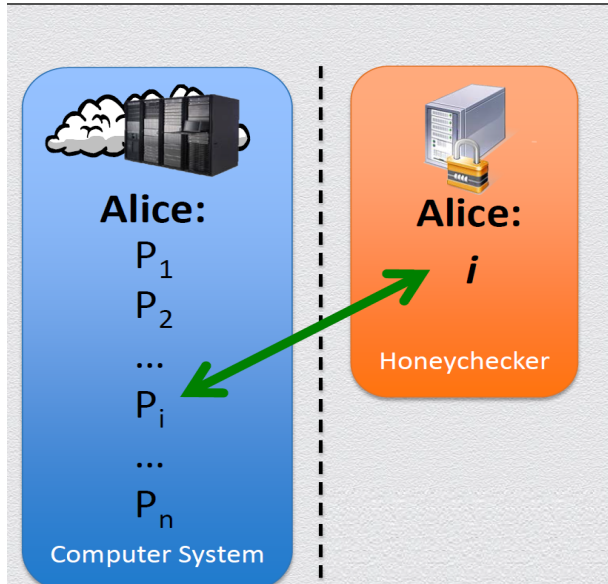 Alice:
P₁
P₂
...
Pᵢ
...
Pₙ
Computer System
Alice:
i
Honeychecker